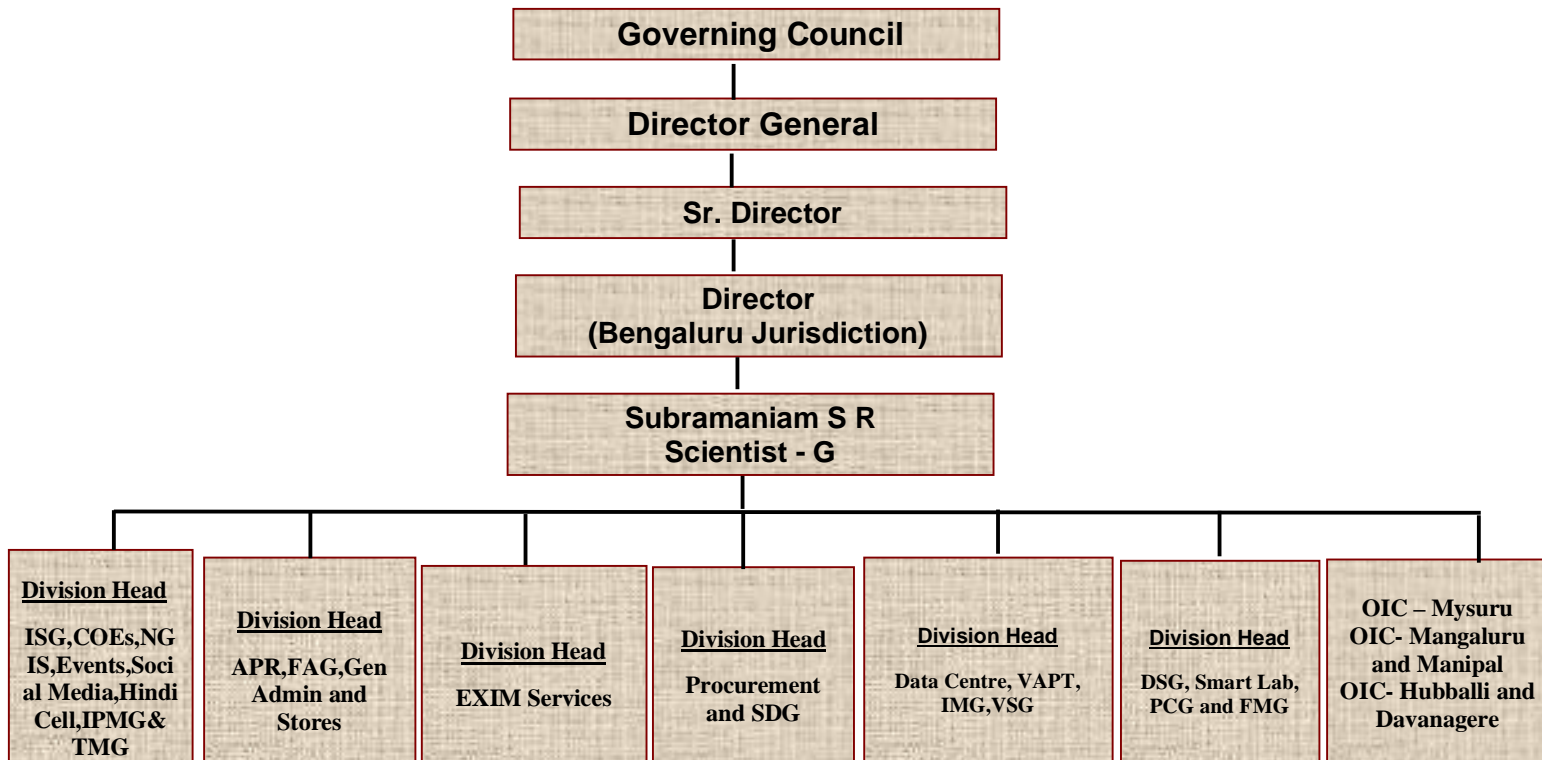 Governing Council
Director General
Sr. Director
Director
(Bengaluru Jurisdiction)
Subramaniam S R
Scientist - G
Division Head
ISG,COEs,NG
IS,Events,Soci
al Media,Hindi
Cell,IPMG&
TMG
Division Head
APR,FAG,Gen
Admin and
Stores
Division Head
EXIM Services
Division Head
Procurement
and SDG
Division Head
Data Centre, VAPT,
IMG,VSG
Division Head
DSG, Smart Lab,
PCG and FMG
OIC – Mysuru
OIC- Mangaluru
and Manipal
OIC- Hubballi and
Davanagere